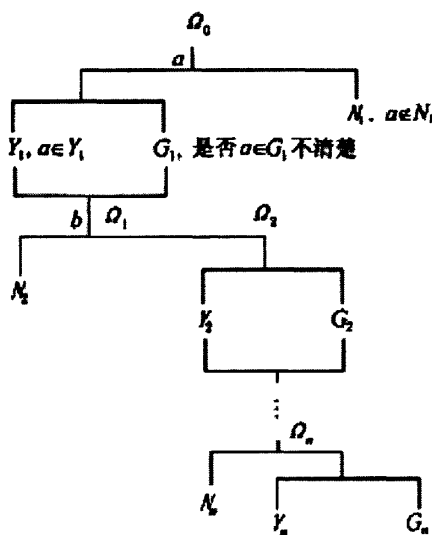 Ω₀
a
N₁、a∉N₁
Y₁, a∈Y₁ G₁、是否a∈G₁不清楚
b Ω₁ Ω₂
N₂
Y₂ G₂
⋮
Ωₙ
Nₙ
Yₙ Gₙ